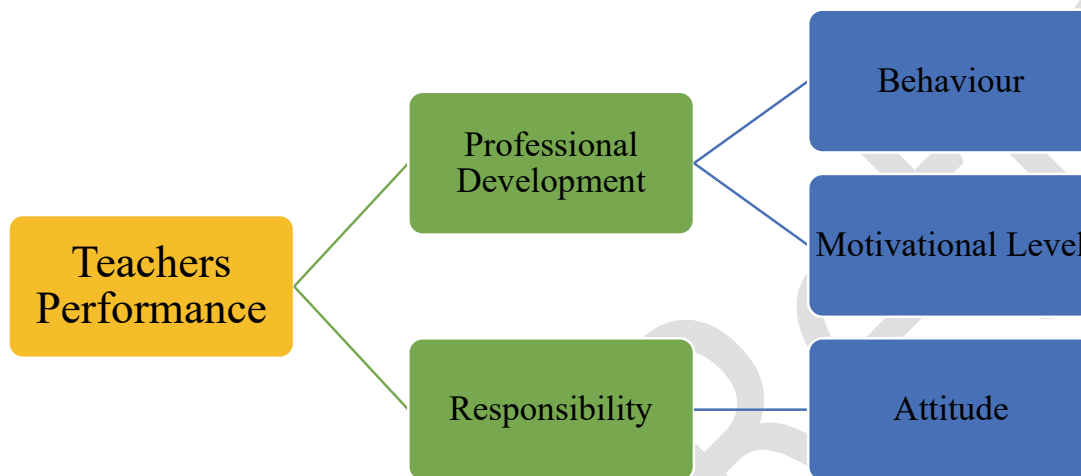 Teachers
Performance
Professional
Development
Responsibility
Behaviour
Motivational Level
Attitude